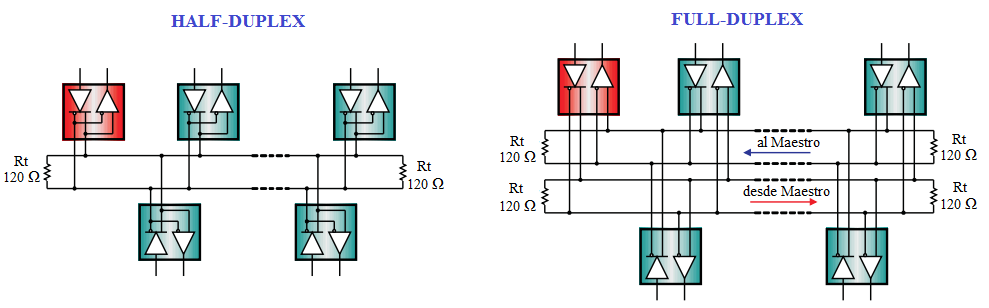 HALF-DUPLEX
Rt
120 Ω
Rt
120 Ω
FULL-DUPLEX
Rt
120 Ω
al Maestro
Rt
120 Ω
Rt
120 Ω
desde Maestro
Rt
120 Ω